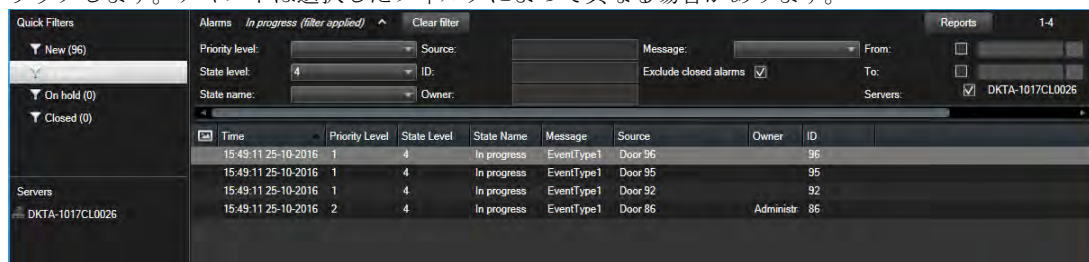 Quick Filters
Alarms In progress (filter applied) Clear filter Reports 1-4
New (96)
Priority level: Source: Message: From:
State level: 4 ID: Exclude closed alarms To:
On hold (0)
State name: Owner: Servers: DKTA-1017CL0026
Closed (0)
Time Priority Level State Level State Name Message Source Owner ID
15:49:11 25-10-2016 1 4 In progress EventType1 Door 96 96
15:49:11 25-10-2016 1 4 In progress EventType1 Door 95 95
Servers
15:49:11 25-10-2016 1 4 In progress EventType1 Door 92 92
DKTA-1017CL0026
15:49:11 25-10-2016 2 4 In progress EventType1 Door 86 Administr 86